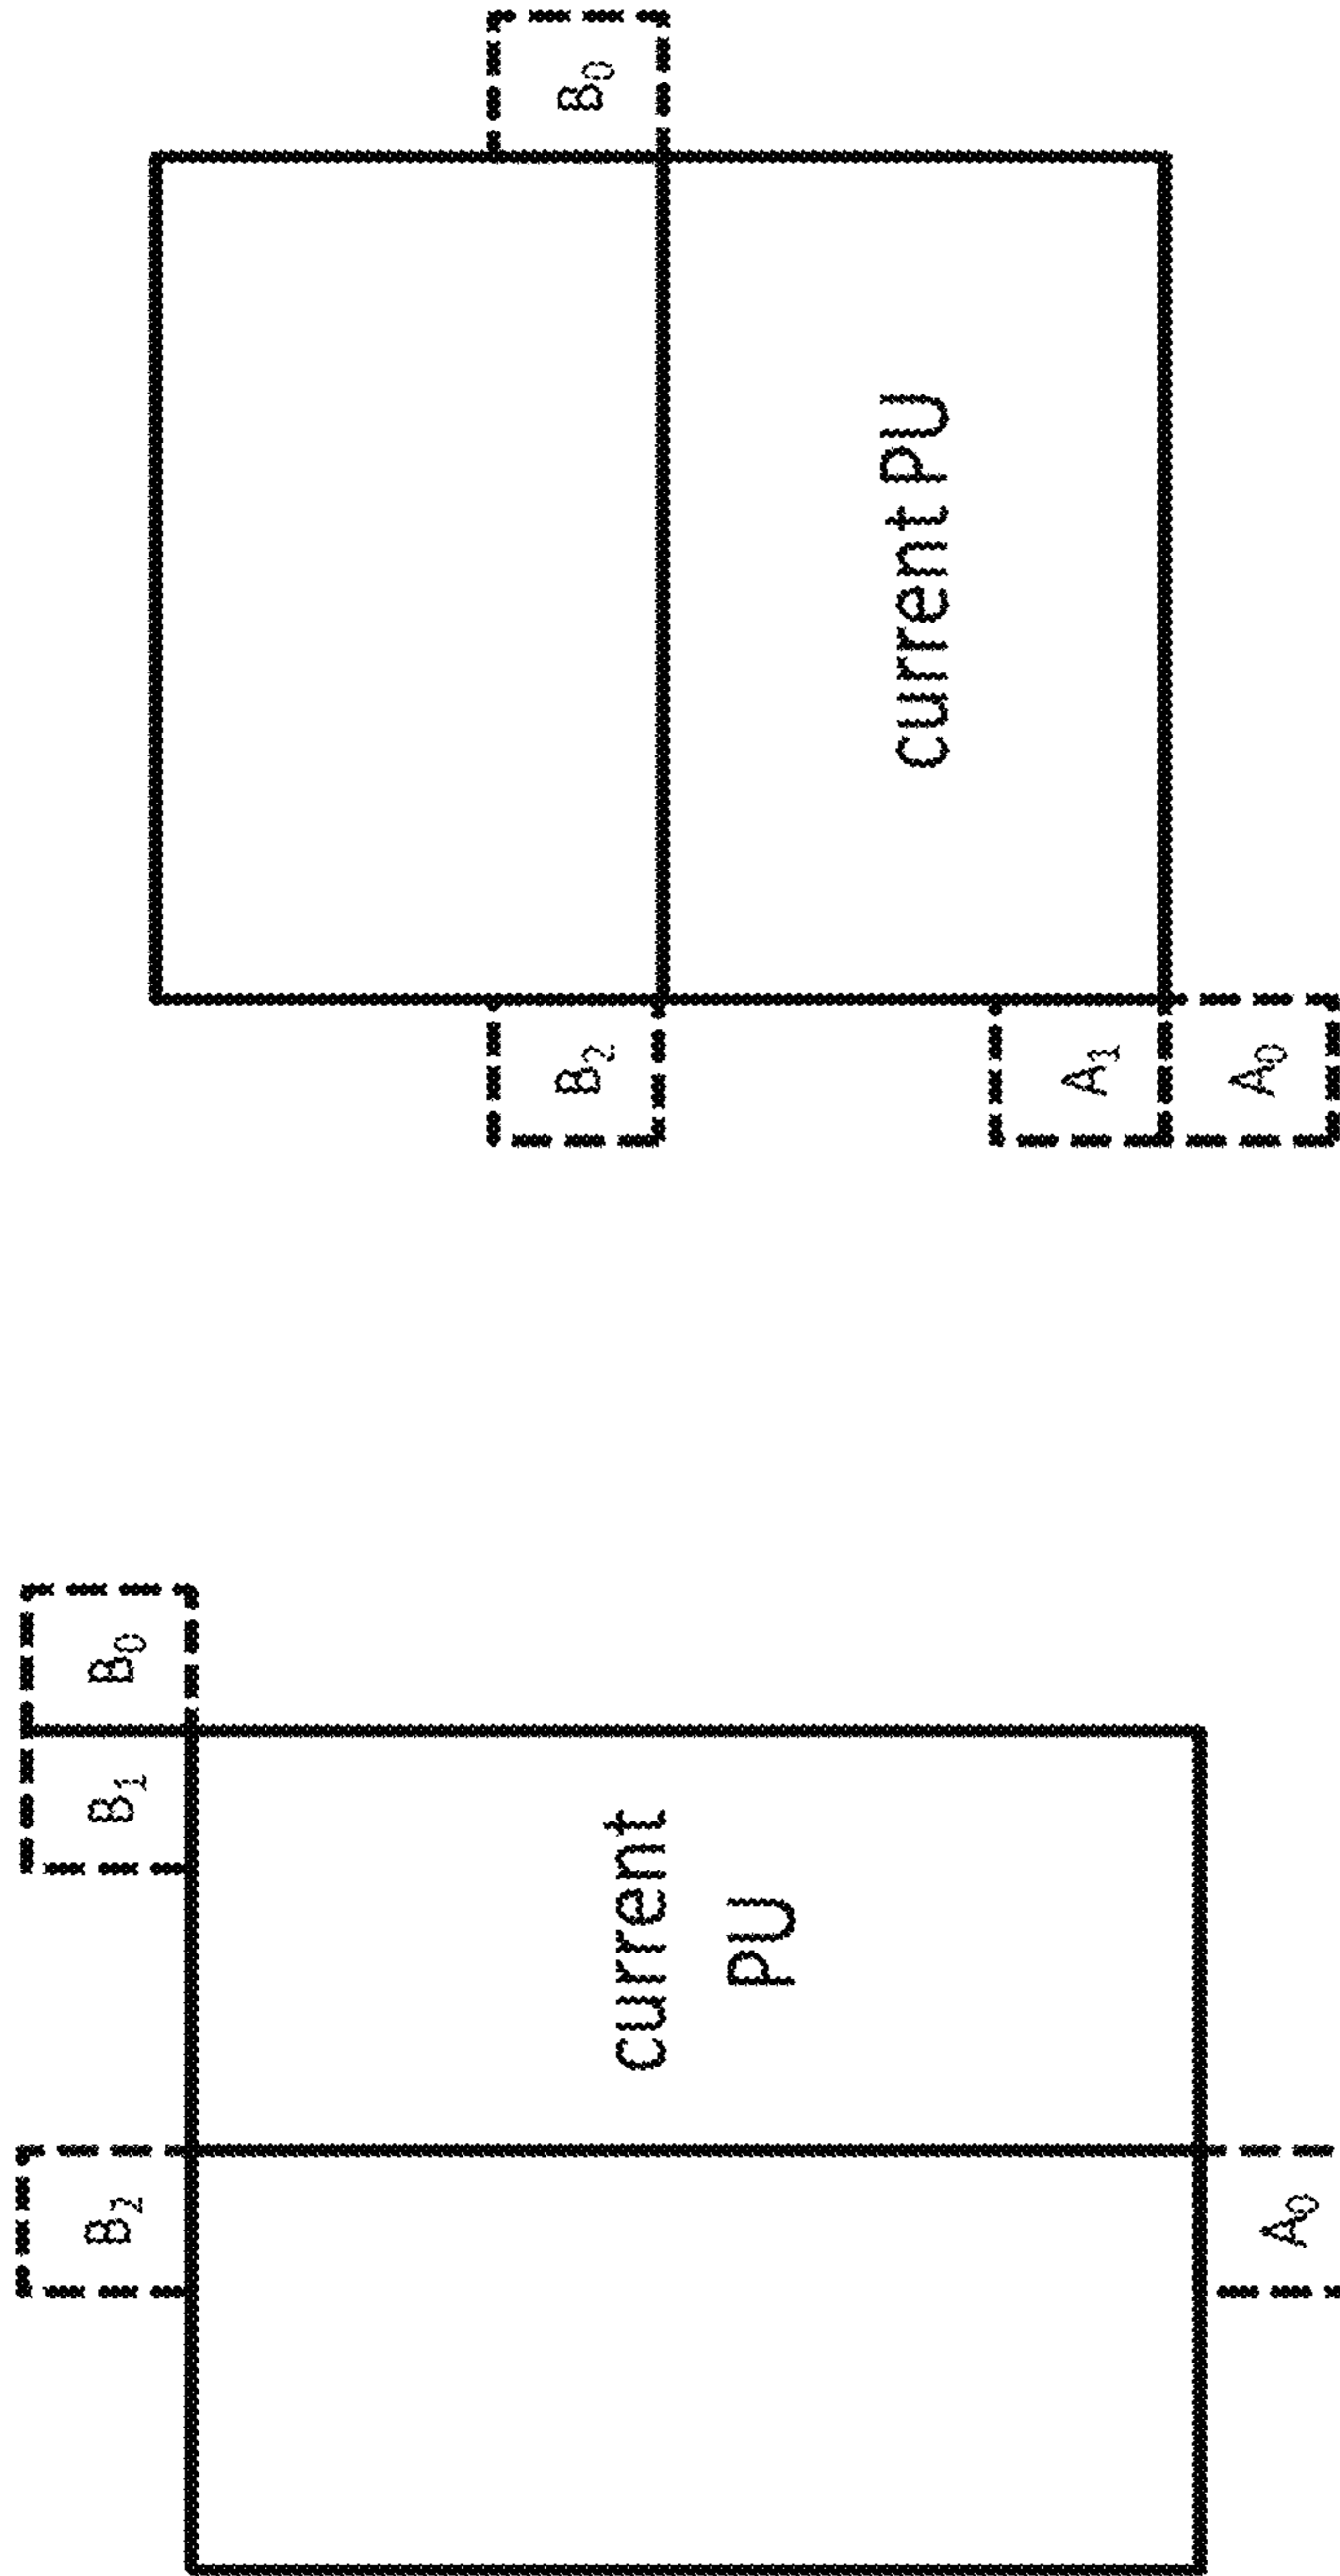 B₂
B₁
B₀
current
PU
A₀
B₂
B₀
current PU
A₁
A₀